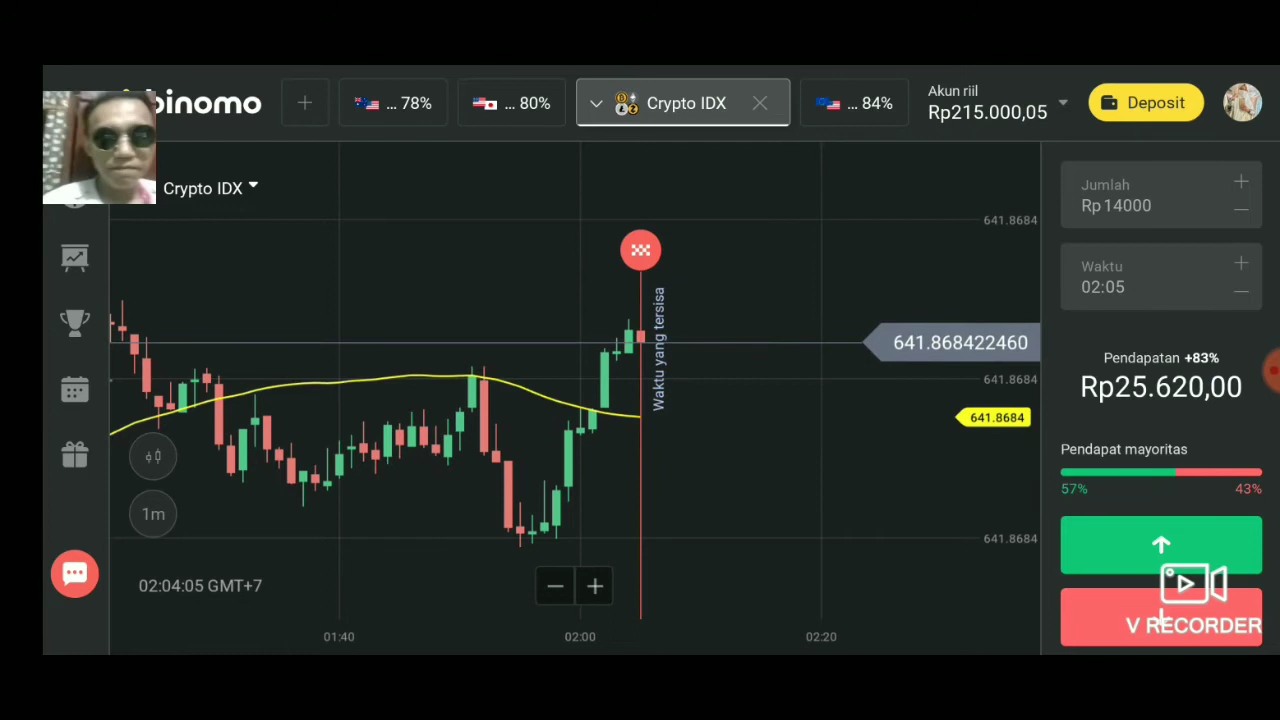 binomo
... 78%
... 80%
Crypto IDX
... 84%
Akun riil
Rp215.000,05
Deposit
Crypto IDX
Jumlah
Rp 14000
Waktu
02:05
Pendapatan +83%
Rp25.620,00
Pendapat mayoritas
57%
43%
641.8684
641.868422460
641.8684
641.8684
641.8684
Waktu yang tersisa
1m
02:04:05 GMT+7
01:40
02:00
02:20
V RECORDER